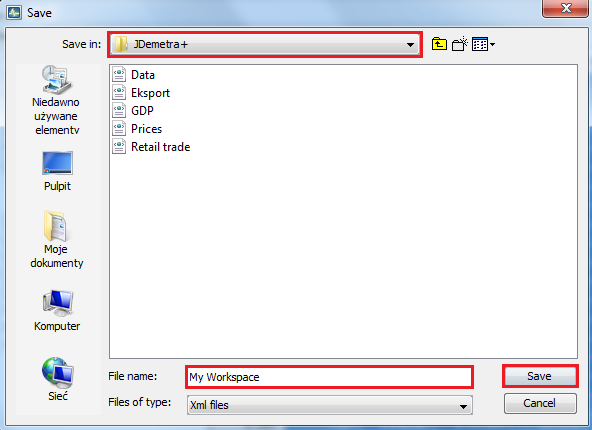 Save
Save in: JDemetra+
Data
Eksport
GDP
Prices
Retail trade
Niedawno
używane
elementy
Pulpit
Moje
dokumenty
Komputer
Sieć
File name: My Workspace Save
Files of type: Xml files Cancel